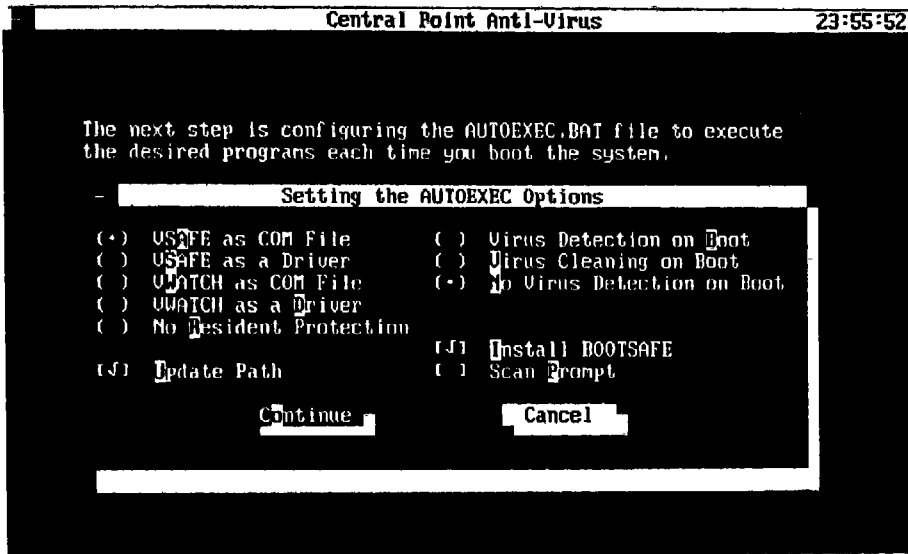 Central Point Anti-Virus 23:55:52
The next step is configuring the AUTOEXEC.BAT file to execute
the desired programs each time you boot the system.
Setting the AUTOEXEC Options
(•) VSAFE as COM File ( ) Virus Detection on Boot
( ) VSAFE as a Driver ( ) Virus Cleaning on Boot
( ) VWATCH as COM File (•) No Virus Detection on Boot
( ) VWATCH as a Driver
( ) No Resident Protection
[√] Install BOOTSAFE
[√] Update Path [ ] Scan Prompt
Continue Cancel